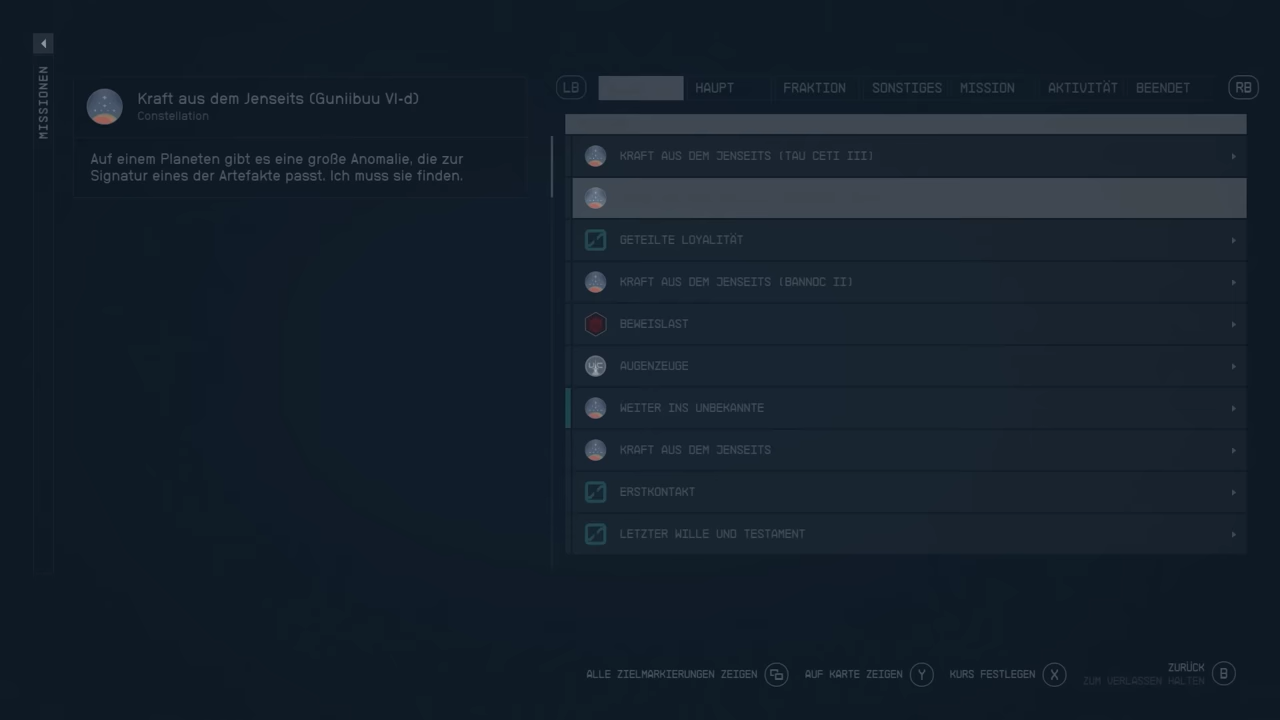 MISSIONEN
Kraft aus dem Jenseits (Guniibuu VI-d)
Constellation
Auf einem Planeten gibt es eine große Anomalie, die zur
Signatur eines der Artefakte passt. Ich muss sie finden.
LB HAUPT FRAKTION SONSTIGES MISSION AKTIVITÄT BEENDET RB
KRAFT AUS DEM JENSEITS (TAU CETI III)
GETEILTE LOYALITÄT
KRAFT AUS DEM JENSEITS (BANNOC II)
BEWEISLAST
AUGENZEUGE
WEITER INS UNBEKANNTE
KRAFT AUS DEM JENSEITS
ERSTKONTAKT
LETZTER WILLE UND TESTAMENT
ALLE ZIELMARKIERUNGEN ZEIGEN AUF KARTE ZEIGEN Y KURS FESTLEGEN X ZURÜCK B
ZUM VERLASSEN HALTEN